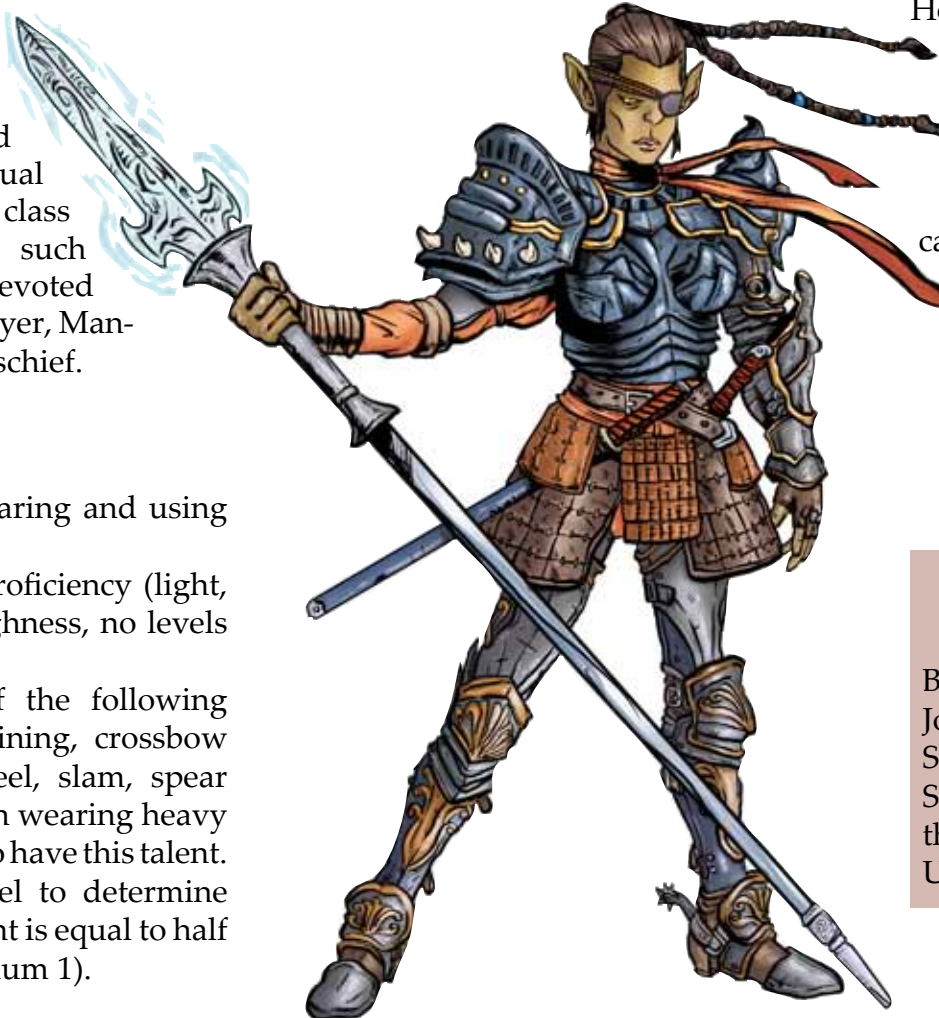 d
ual
class
such
evoted
yer, Man-
schief.
aring and using
roficiency (light,
ghness, no levels
f the following
ining, crossbow
eel, slam, spear
n wearing heavy
o have this talent.
el to determine
nt is equal to half
um 1).
He
ca
B
Jo
S
S
th
U